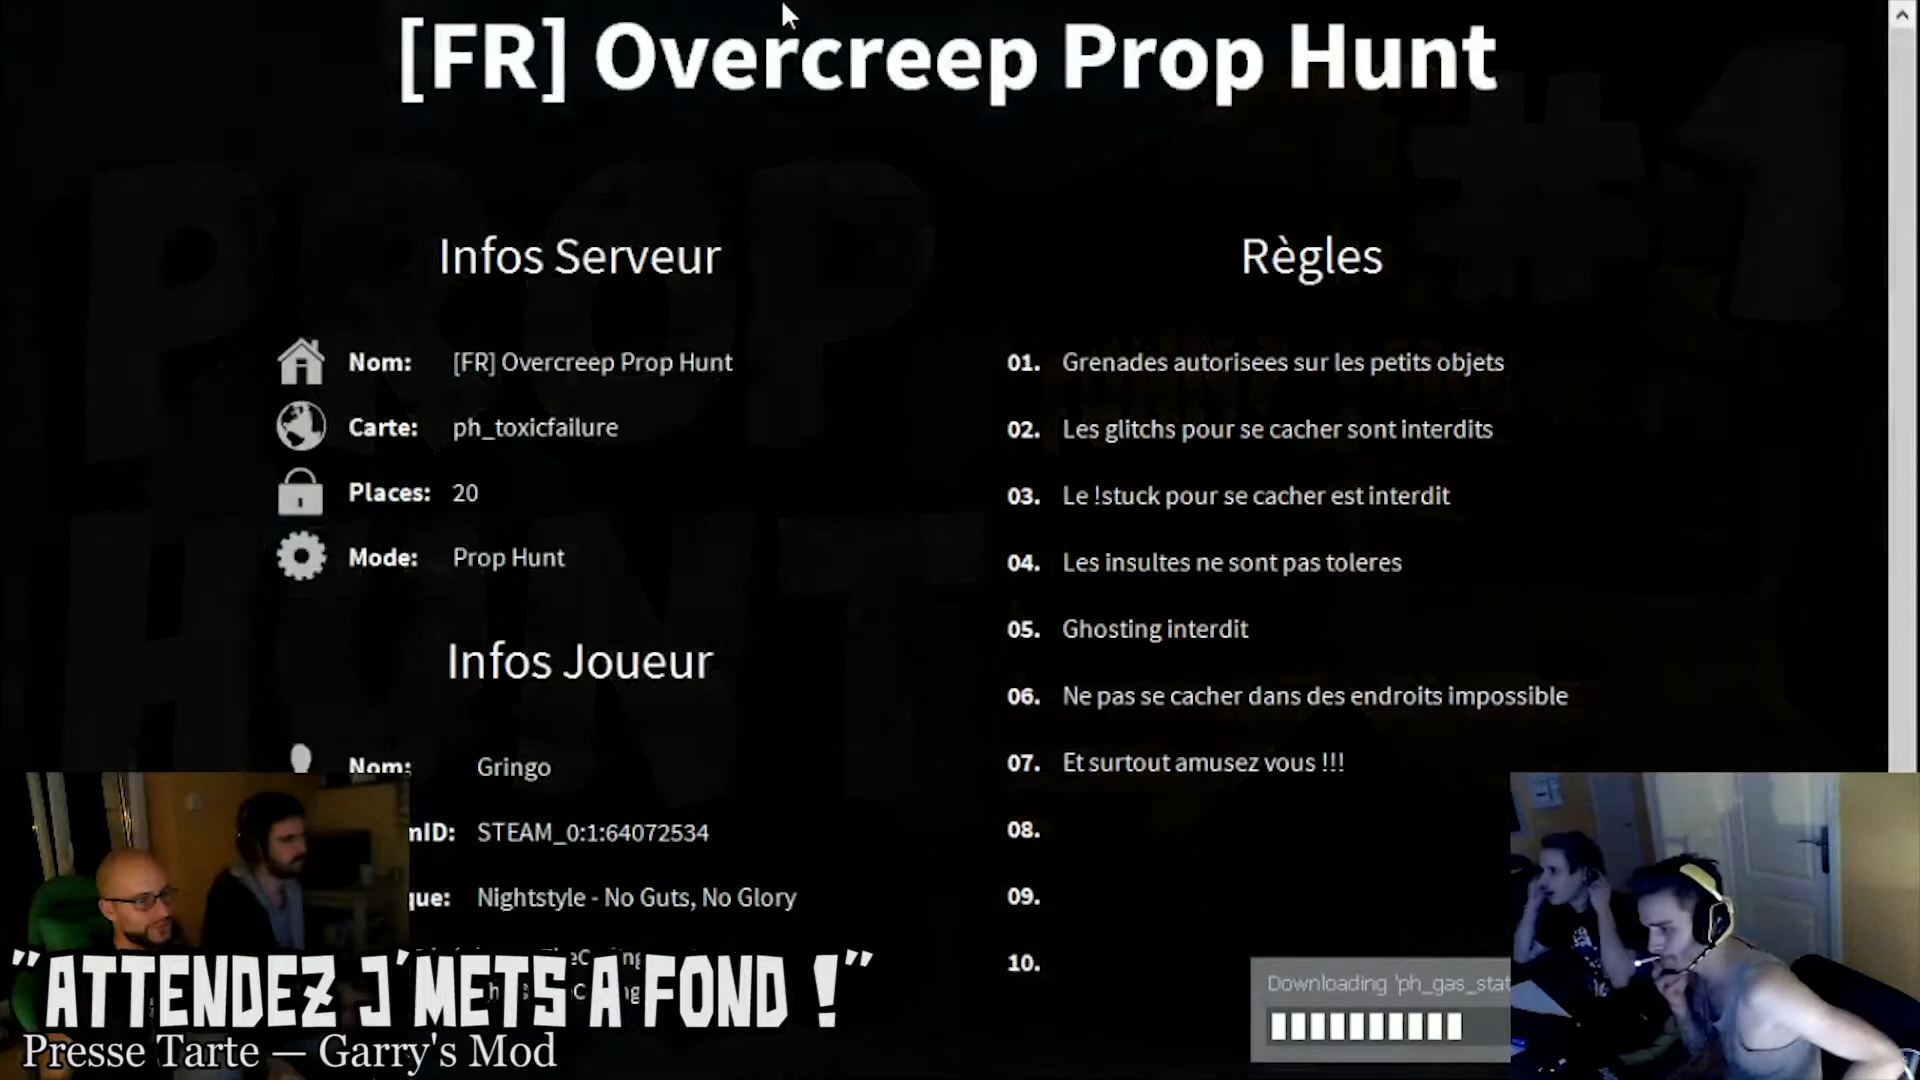 [FR] Overcreep Prop Hunt
Infos Serveur
Nom: [FR] Overcreep Prop Hunt
Carte: ph_toxicfailure
Places: 20
Mode: Prop Hunt
Infos Joueur
Nom: Gringo
mID: STEAM_0:1:64072534
que: Nightstyle - No Guts, No Glory
Règles
01. Grenades autorisees sur les petits objets
02. Les glitchs pour se cacher sont interdits
03. Le !stuck pour se cacher est interdit
04. Les insultes ne sont pas toleres
05. Ghosting interdit
06. Ne pas se cacher dans des endroits impossible
07. Et surtout amusez vous !!!
08.
09.
10.
Downloading 'ph_gas_stat
"ATTENDEZ J'METS A FOND !"
Presse Tarte — Garry's Mod